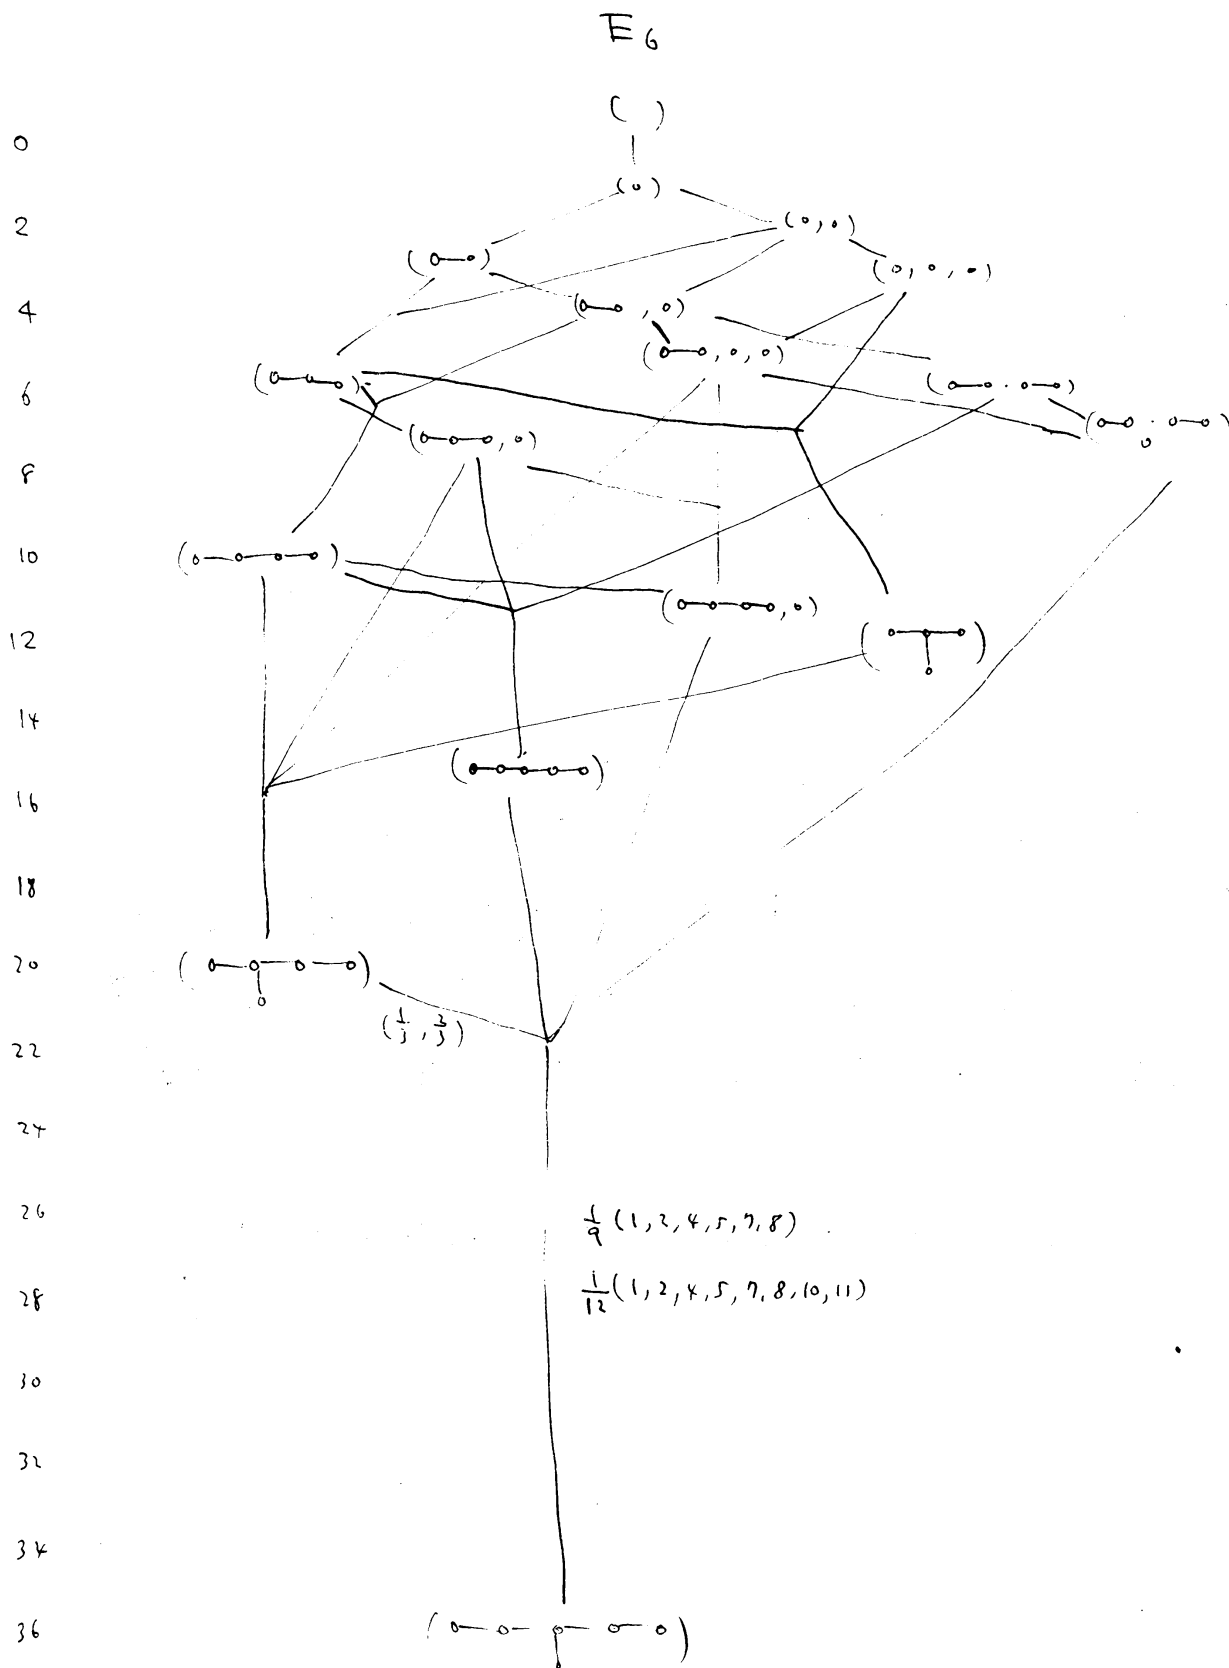 E6
( )
0
(o)
2
(o, o)
(o—o)
(o, o, o)
4
(o—o, o)
(o—o, o, o)
(o—o—o)
(o—o . o—o)
6
(o—o . o—o)
o
(o—o—o, o)
8
10
(o—o—o—o)
(o—o—o—o, o)
12
(o—o—o)
o
14
(o—o—o—o—o)
16
18
20
(o—o—o—o)
o
(1/3, 2/3)
22
24
26
1/9 (1, 2, 4, 5, 7, 8)
28
1/12 (1, 2, 4, 5, 7, 8, 10, 11)
30
32
34
36
(o—o—o—o—o)